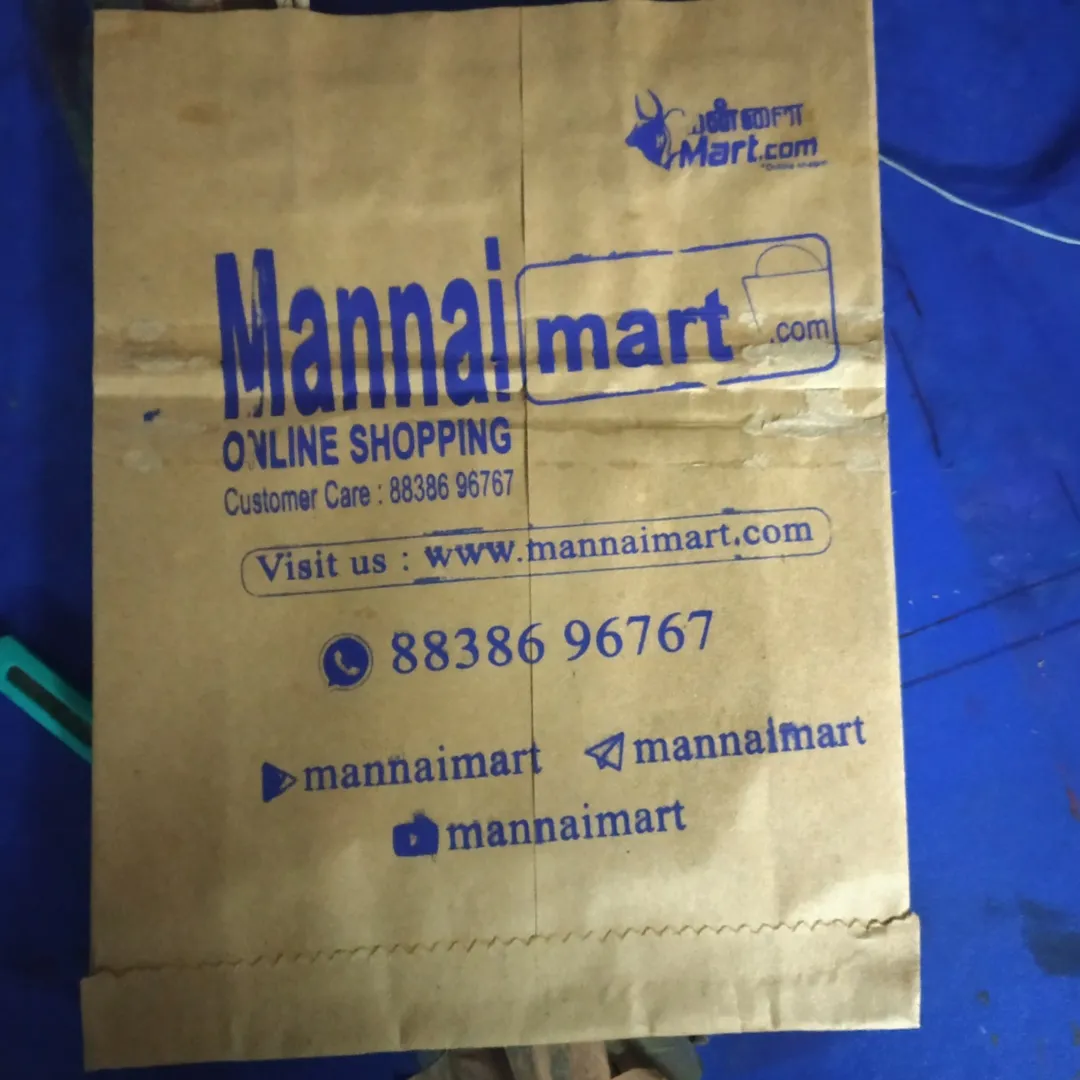 மன்னை
Mart.com
Mannai mart .com
ONLINE SHOPPING
Customer Care : 88386 96767
Visit us : www.mannaimart.com
88386 96767
mannaimart mannaimart
mannaimart